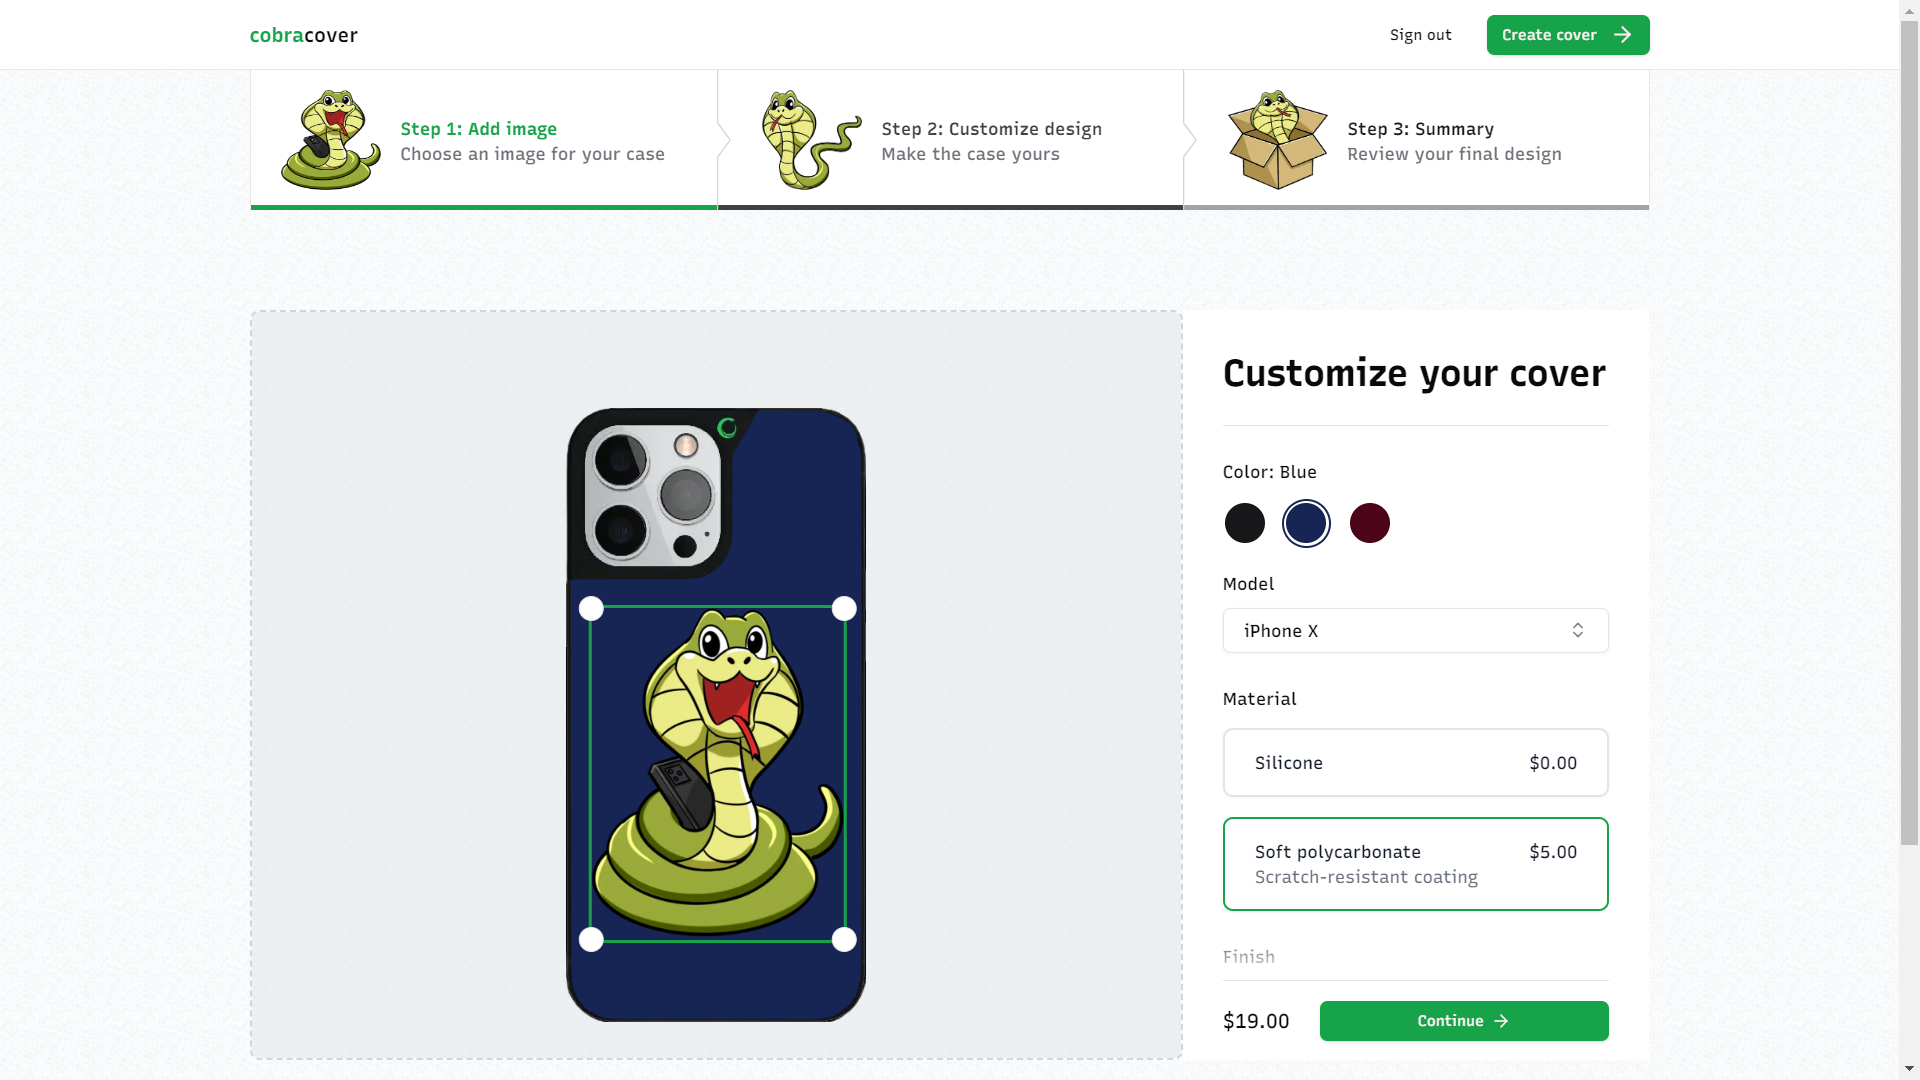 cobracover
Sign out
Create cover
Step 1: Add image
Choose an image for your case
Step 2: Customize design
Make the case yours
Step 3: Summary
Review your final design
Customize your cover
Color: Blue
Model
iPhone X
Material
Silicone $0.00
Soft polycarbonate $5.00
Scratch-resistant coating
Finish
$19.00
Continue